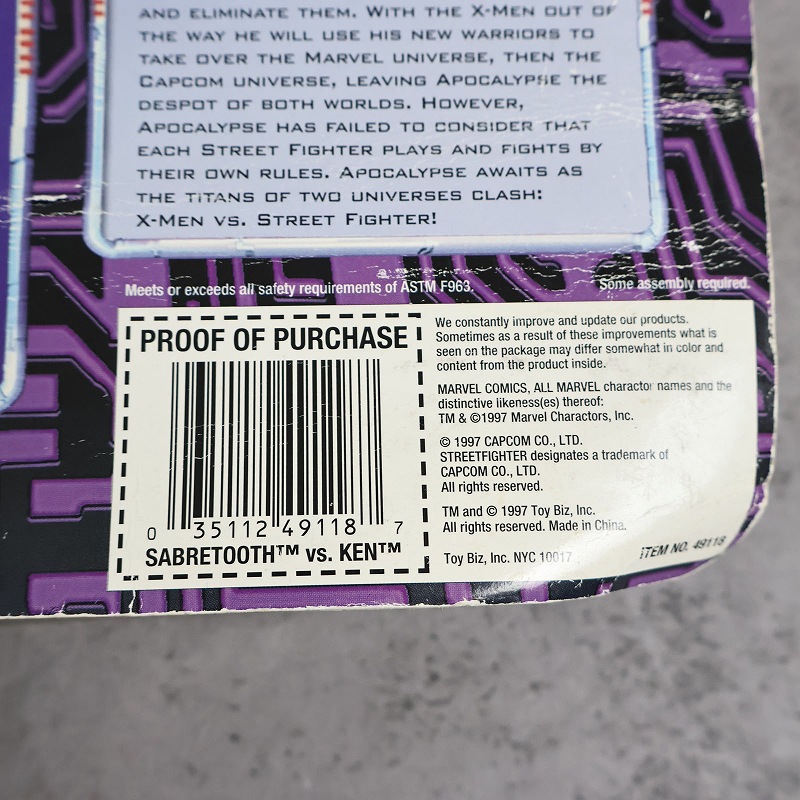 AND ELIMINATE THEM. WITH THE X-MEN OUT OF
THE WAY HE WILL USE HIS NEW WARRIORS TO
TAKE OVER THE MARVEL UNIVERSE, THEN THE
CAPCOM UNIVERSE, LEAVING APOCALYPSE THE
DESPOT OF BOTH WORLDS. HOWEVER,
APOCALYPSE HAS FAILED TO CONSIDER THAT
EACH STREET FIGHTER PLAYS AND FIGHTS BY
THEIR OWN RULES. APOCALYPSE AWAITS AS
THE TITANS OF TWO UNIVERSES CLASH:
X-MEN VS. STREET FIGHTER!
Meets or exceeds all safety requirements of ASTM F963.
Some assembly required.
PROOF OF PURCHASE
0 35112 49118 7
SABRETOOTH™ vs. KEN™
We constantly improve and update our products.
Sometimes as a result of these improvements what is
seen on the package may differ somewhat in color and
content from the product inside.
MARVEL COMICS, ALL MARVEL character names and the
distinctive likeness(es) thereof:
TM & ©1997 Marvel Charactors, Inc.
© 1997 CAPCOM CO., LTD.
STREETFIGHTER designates a trademark of
CAPCOM CO., LTD.
All rights reserved.
TM and © 1997 Toy Biz, Inc.
All rights reserved. Made in China.
Toy Biz, Inc. NYC 10017
ITEM NO. 49118